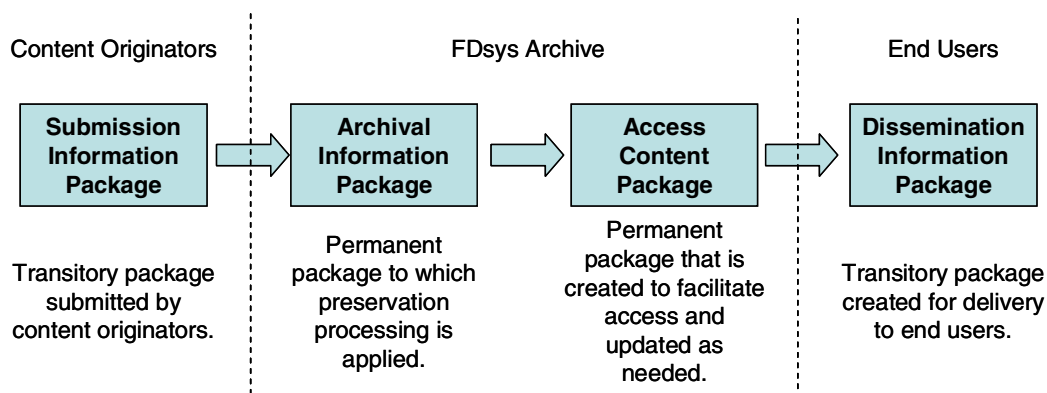 Content Originators
FDsys Archive
End Users
Submission
Information
Package
Archival
Information
Package
Access
Content
Package
Dissemination
Information
Package
Transitory package
submitted by
content originators.
Permanent
package to which
preservation
processing is
applied.
Permanent
package that is
created to facilitate
access and
updated as
needed.
Transitory package
created for delivery
to end users.